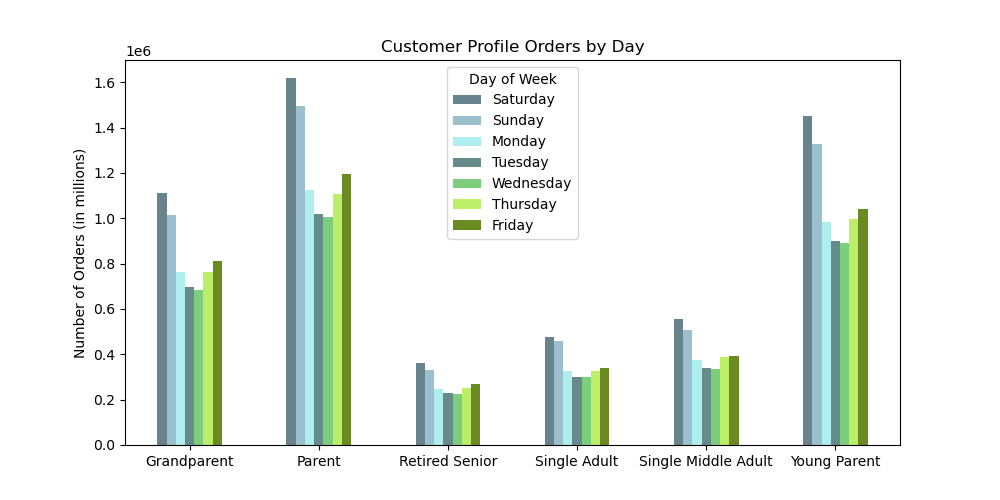 Customer Profile Orders by Day
1e6
Number of Orders (in millions)
1.6
1.4
1.2
1.0
0.8
0.6
0.4
0.2
0.0
Day of Week
Saturday
Sunday
Monday
Tuesday
Wednesday
Thursday
Friday
Grandparent Parent Retired Senior Single Adult Single Middle Adult Young Parent